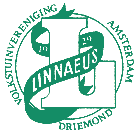 VOLKSTUINVERENIGING
AMSTERDAM
DRIEMOND
LINNAEUS